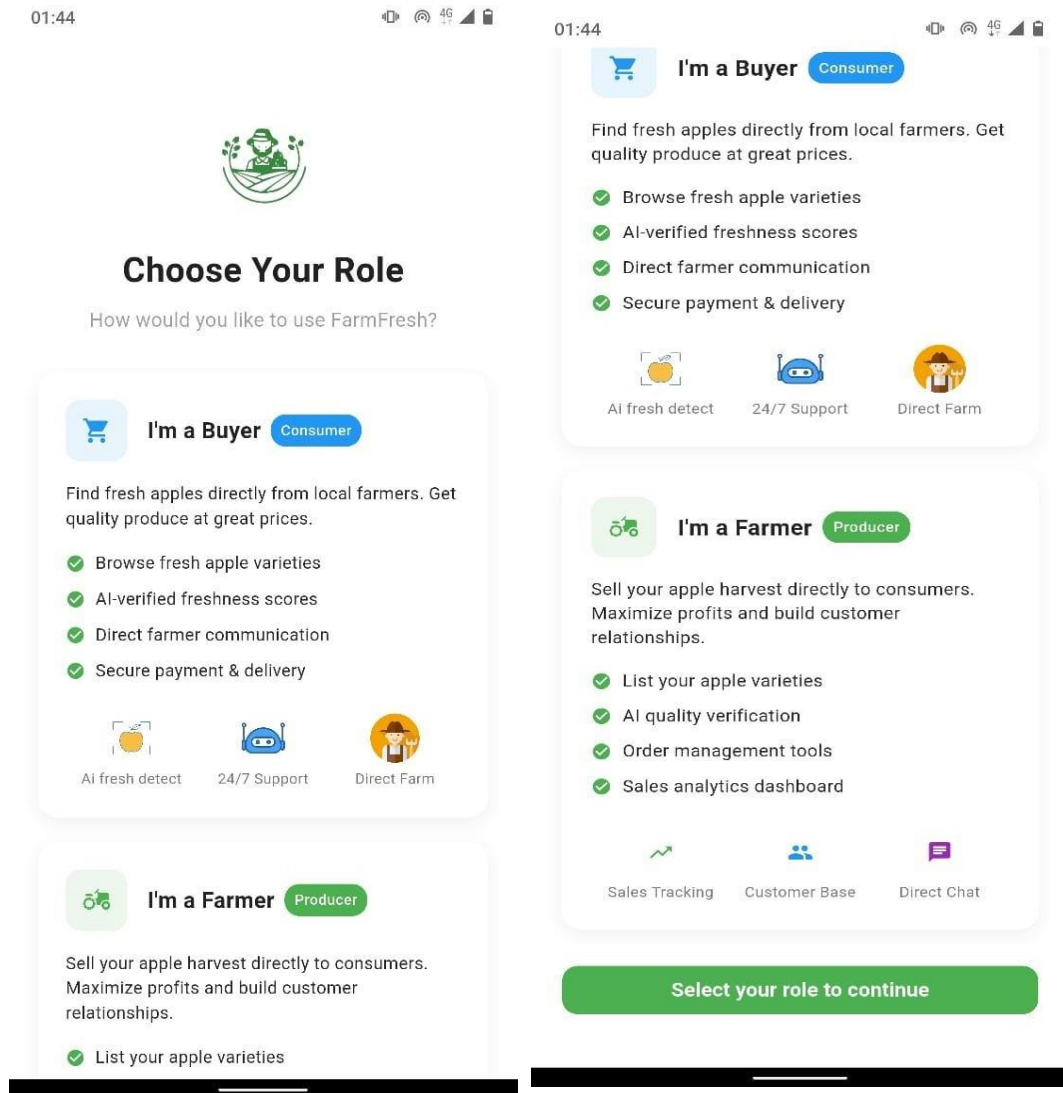 01:44
4G
Choose Your Role
How would you like to use FarmFresh?
I'm a Buyer Consumer
Find fresh apples directly from local farmers. Get
quality produce at great prices.
Browse fresh apple varieties
AI-verified freshness scores
Direct farmer communication
Secure payment & delivery
Ai fresh detect 24/7 Support Direct Farm
I'm a Farmer Producer
Sell your apple harvest directly to consumers.
Maximize profits and build customer
relationships.
List your apple varieties
01:44
4G
I'm a Buyer Consumer
Find fresh apples directly from local farmers. Get
quality produce at great prices.
Browse fresh apple varieties
AI-verified freshness scores
Direct farmer communication
Secure payment & delivery
Ai fresh detect 24/7 Support Direct Farm
I'm a Farmer Producer
Sell your apple harvest directly to consumers.
Maximize profits and build customer
relationships.
List your apple varieties
AI quality verification
Order management tools
Sales analytics dashboard
Sales Tracking Customer Base Direct Chat
Select your role to continue